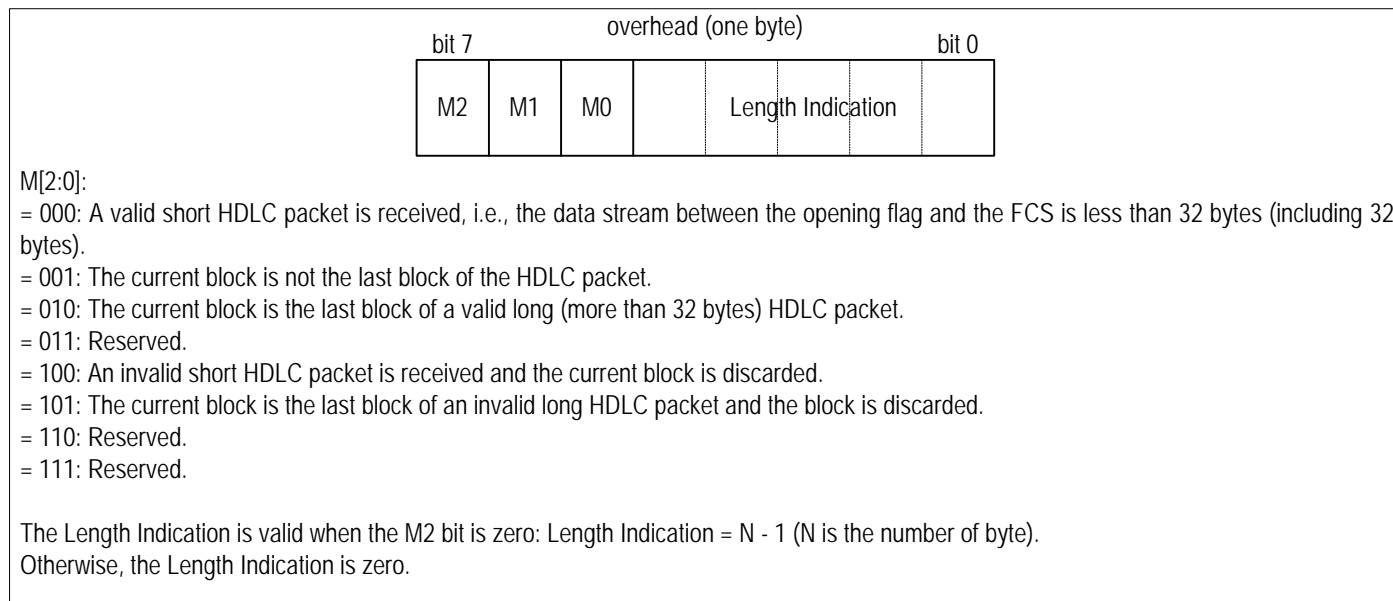 overhead (one byte)
bit 7 bit 0
M2 M1 M0 Length Indication
M[2:0]:
= 000: A valid short HDLC packet is received, i.e., the data stream between the opening flag and the FCS is less than 32 bytes (including 32
bytes).
= 001: The current block is not the last block of the HDLC packet.
= 010: The current block is the last block of a valid long (more than 32 bytes) HDLC packet.
= 011: Reserved.
= 100: An invalid short HDLC packet is received and the current block is discarded.
= 101: The current block is the last block of an invalid long HDLC packet and the block is discarded.
= 110: Reserved.
= 111: Reserved.
The Length Indication is valid when the M2 bit is zero: Length Indication = N - 1 (N is the number of byte).
Otherwise, the Length Indication is zero.